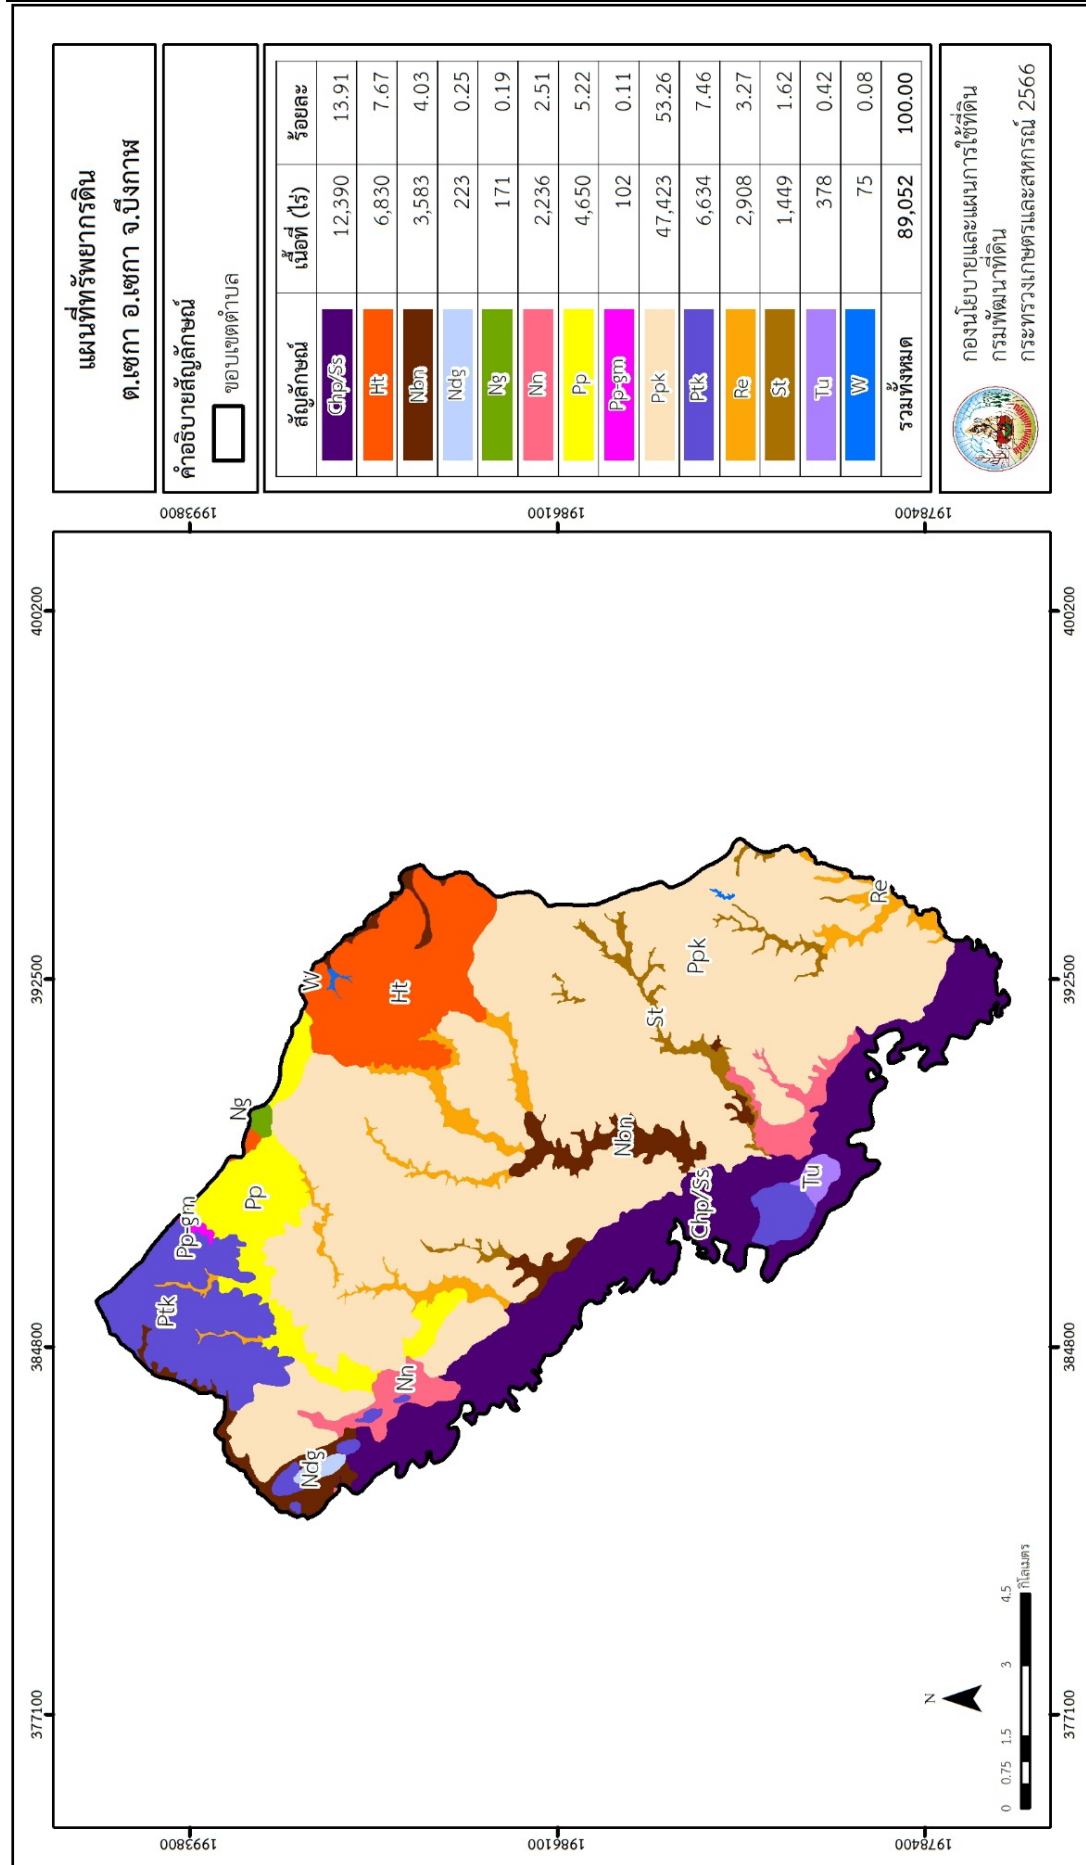 แผนที่ทรัพยากรดิน
ต.เซกา อ.เซกา จ.บึงกาฬ
คำอธิบายสัญลักษณ์
ขอบเขตตำบล
สัญลักษณ์ เนื้อที่ (ไร่) ร้อยละ
Chp/Ss 12,390 13.91
Ht 6,830 7.67
Nbn 3,583 4.03
Ndg 223 0.25
Ng 171 0.19
Nn 2,236 2.51
Pp 4,650 5.22
Pp-gm 102 0.11
Ppk 47,423 53.26
Ptk 6,634 7.46
Re 2,908 3.27
St 1,449 1.62
Tu 378 0.42
W 75 0.08
รวมทั้งหมด 89,052 100.00
กองนโยบายและแผนการใช้ที่ดิน
กรมพัฒนาที่ดิน
กระทรวงเกษตรและสหกรณ์ 2566
377100 384800 392500 400200
1993800
1993800
1986100
1986100
1978400
1978400
Ptk
Pp-gm
Pp
Ng
W
Ht
Ndg
Nn
Nbn
St
Ppk
Chp/Ss
Tu
Re
N
0 0.75 1.5 3 4.5
กิโลเมตร
377100 384800 392500 400200